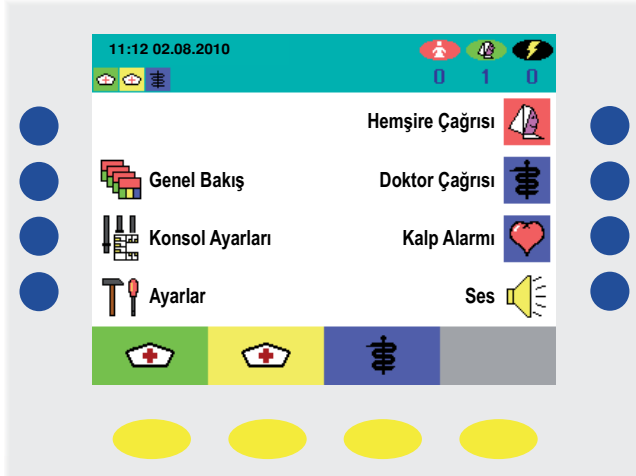 11:12 02.08.2010
0 1 0
Hemşire Çağrısı
Genel Bakış
Doktor Çağrısı
Konsol Ayarları
Kalp Alarmı
Ayarlar
Ses